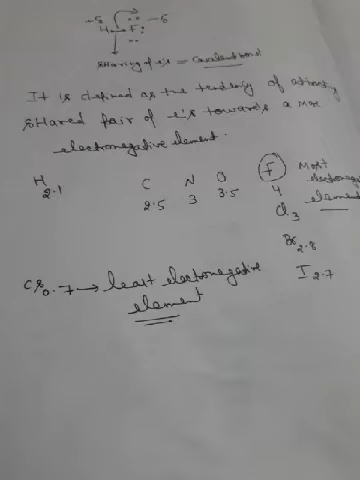 -δ -δ
H F:
sharing of e's = Covalent bond
It is defined as the tendency of
shared pair of e's towards a more
electronegative element.
H C N O F Most
2.1 2.5 3 3.5 4 electronegative
element
Cl 3
Br 2.8
I 2.7
Cs 0.7 → least electronegative
element